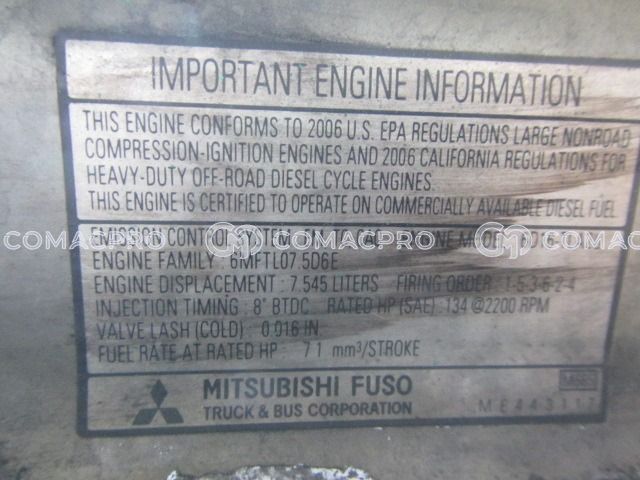 IMPORTANT ENGINE INFORMATION
THIS ENGINE CONFORMS TO 2006 U.S. EPA REGULATIONS LARGE NONROAD
COMPRESSION-IGNITION ENGINES AND 2006 CALIFORNIA REGULATIONS FOR
HEAVY-DUTY OFF-ROAD DIESEL CYCLE ENGINES.
THIS ENGINE IS CERTIFIED TO OPERATE ON COMMERCIALLY AVAILABLE DIESEL FUEL.
EMISSION CONTROL SYSTEM
COMACPRO COMACPRO COMACPRO
ENGINE FAMILY : 6MFTL07.5D6E
ENGINE DISPLACEMENT : 7.545 LITERS FIRING ORDER : 1-5-3-6-2-4
INJECTION TIMING : 8° BTDC RATED HP (SAE) : 134 @2200 RPM
VALVE LASH (COLD) : 0.016 IN
FUEL RATE AT RATED HP : 71 mm³/STROKE
MITSUBISHI FUSO
TRUCK & BUS CORPORATION
ME443117